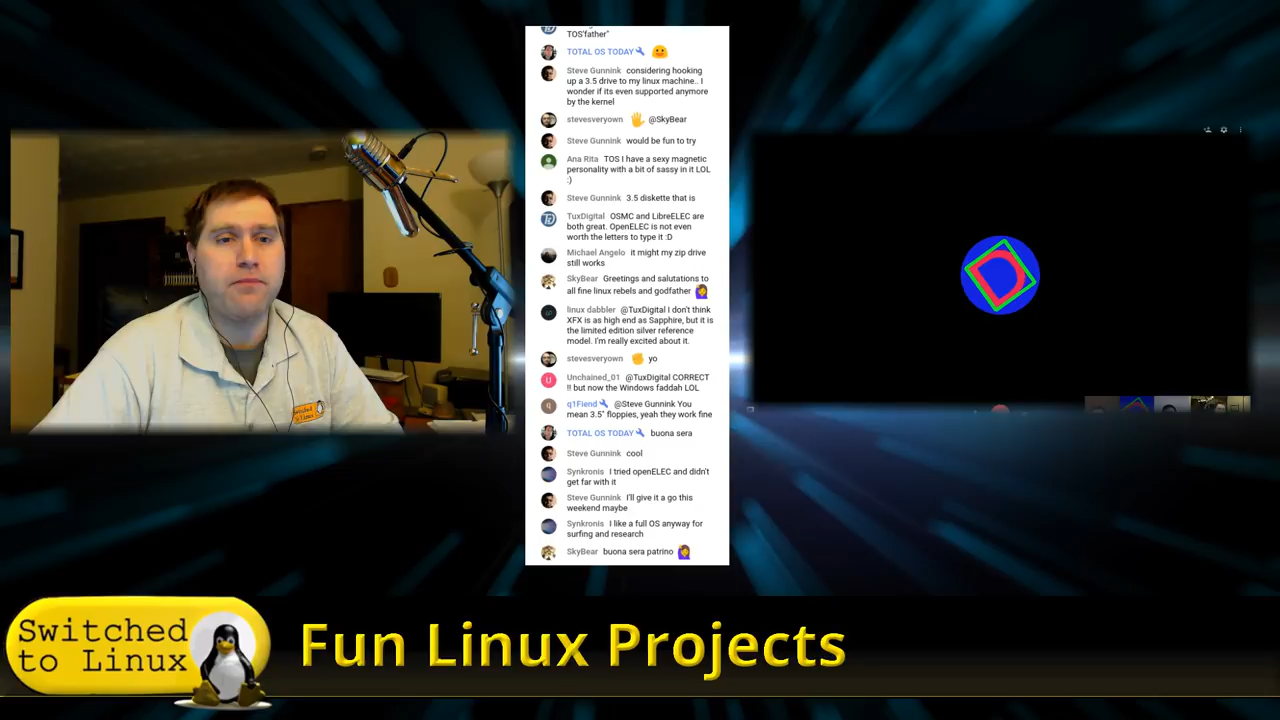 TOS'father"
TOTAL OS TODAY
Steve Gunnink considering hooking
up a 3.5 drive to my linux machine.. I
wonder if its even supported anymore
by the kernel
stevesveryown 🖐 @SkyBear
Steve Gunnink would be fun to try
Ana Rita TOS I have a sexy magnetic
personality with a bit of sassy in it LOL
:)
Steve Gunnink 3.5 diskette that is
TuxDigital OSMC and LibreELEC are
both great. OpenELEC is not even
worth the letters to type it :D
Michael Angelo it might my zip drive
still works
SkyBear Greetings and salutations to
all fine linux rebels and godfather
linux dabbler @TuxDigital I don't think
XFX is as high end as Sapphire, but it is
the limited edition silver reference
model. I'm really excited about it.
stevesveryown ✊ yo
Unchained_01 @TuxDigital CORRECT
!! but now the Windows faddah LOL
q1Fiend @Steve Gunnink You
mean 3.5" floppies, yeah they work fine
TOTAL OS TODAY buona sera
Steve Gunnink cool
Synkronis I tried openELEC and didn't
get far with it
Steve Gunnink I'll give it a go this
weekend maybe
Synkronis I like a full OS anyway for
surfing and research
SkyBear buona sera patrino
Switched
to Linux
Fun Linux Projects